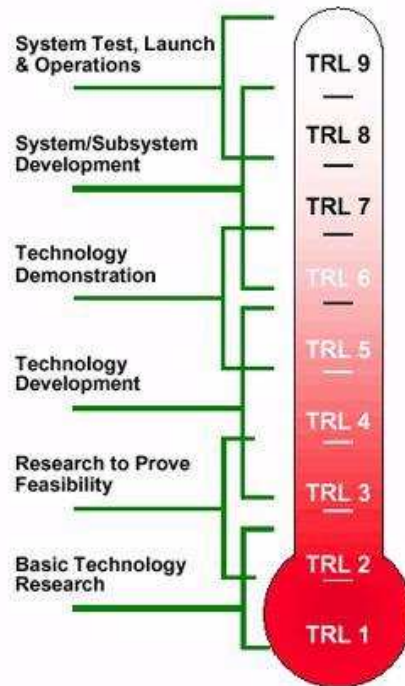 System Test, Launch
& Operations
System/Subsystem
Development
Technology
Demonstration
Technology
Development
Research to Prove
Feasibility
Basic Technology
Research
TRL 9
TRL 8
TRL 7
TRL 6
TRL 5
TRL 4
TRL 3
TRL 2
TRL 1